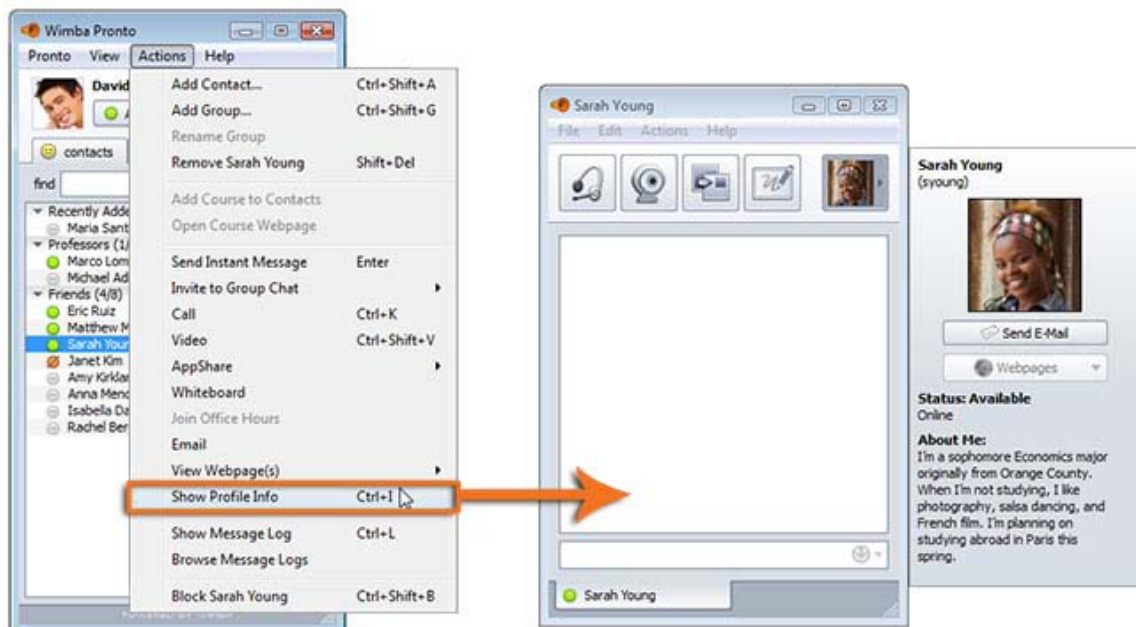 Wimba Pronto
Pronto View Actions Help
David
contacts
find
Recently Adde
Maria Sant
Professors (1/
Marco Lom
Michael Ad
Friends (4/8)
Eric Ruiz
Matthew M
Sarah Your
Janet Kim
Amy Kirklan
Anna Mend
Isabella Da
Rachel Ber
Add Contact... Ctrl+Shift+A
Add Group... Ctrl+Shift+G
Rename Group
Remove Sarah Young Shift+Del
Add Course to Contacts
Open Course Webpage
Send Instant Message Enter
Invite to Group Chat
Call Ctrl+K
Video Ctrl+Shift+V
AppShare
Whiteboard
Join Office Hours
Email
View Webpage(s)
Show Profile Info Ctrl+I
Show Message Log Ctrl+L
Browse Message Logs
Block Sarah Young Ctrl+Shift+B
Sarah Young
File Edit Actions Help
Sarah Young
Sarah Young
(syoung)
Send E-Mail
Webpages
Status: Available
Online
About Me:
I'm a sophomore Economics major
originally from Orange County.
When I'm not studying, I like
photography, salsa dancing, and
French film. I'm planning on
studying abroad in Paris this
spring.